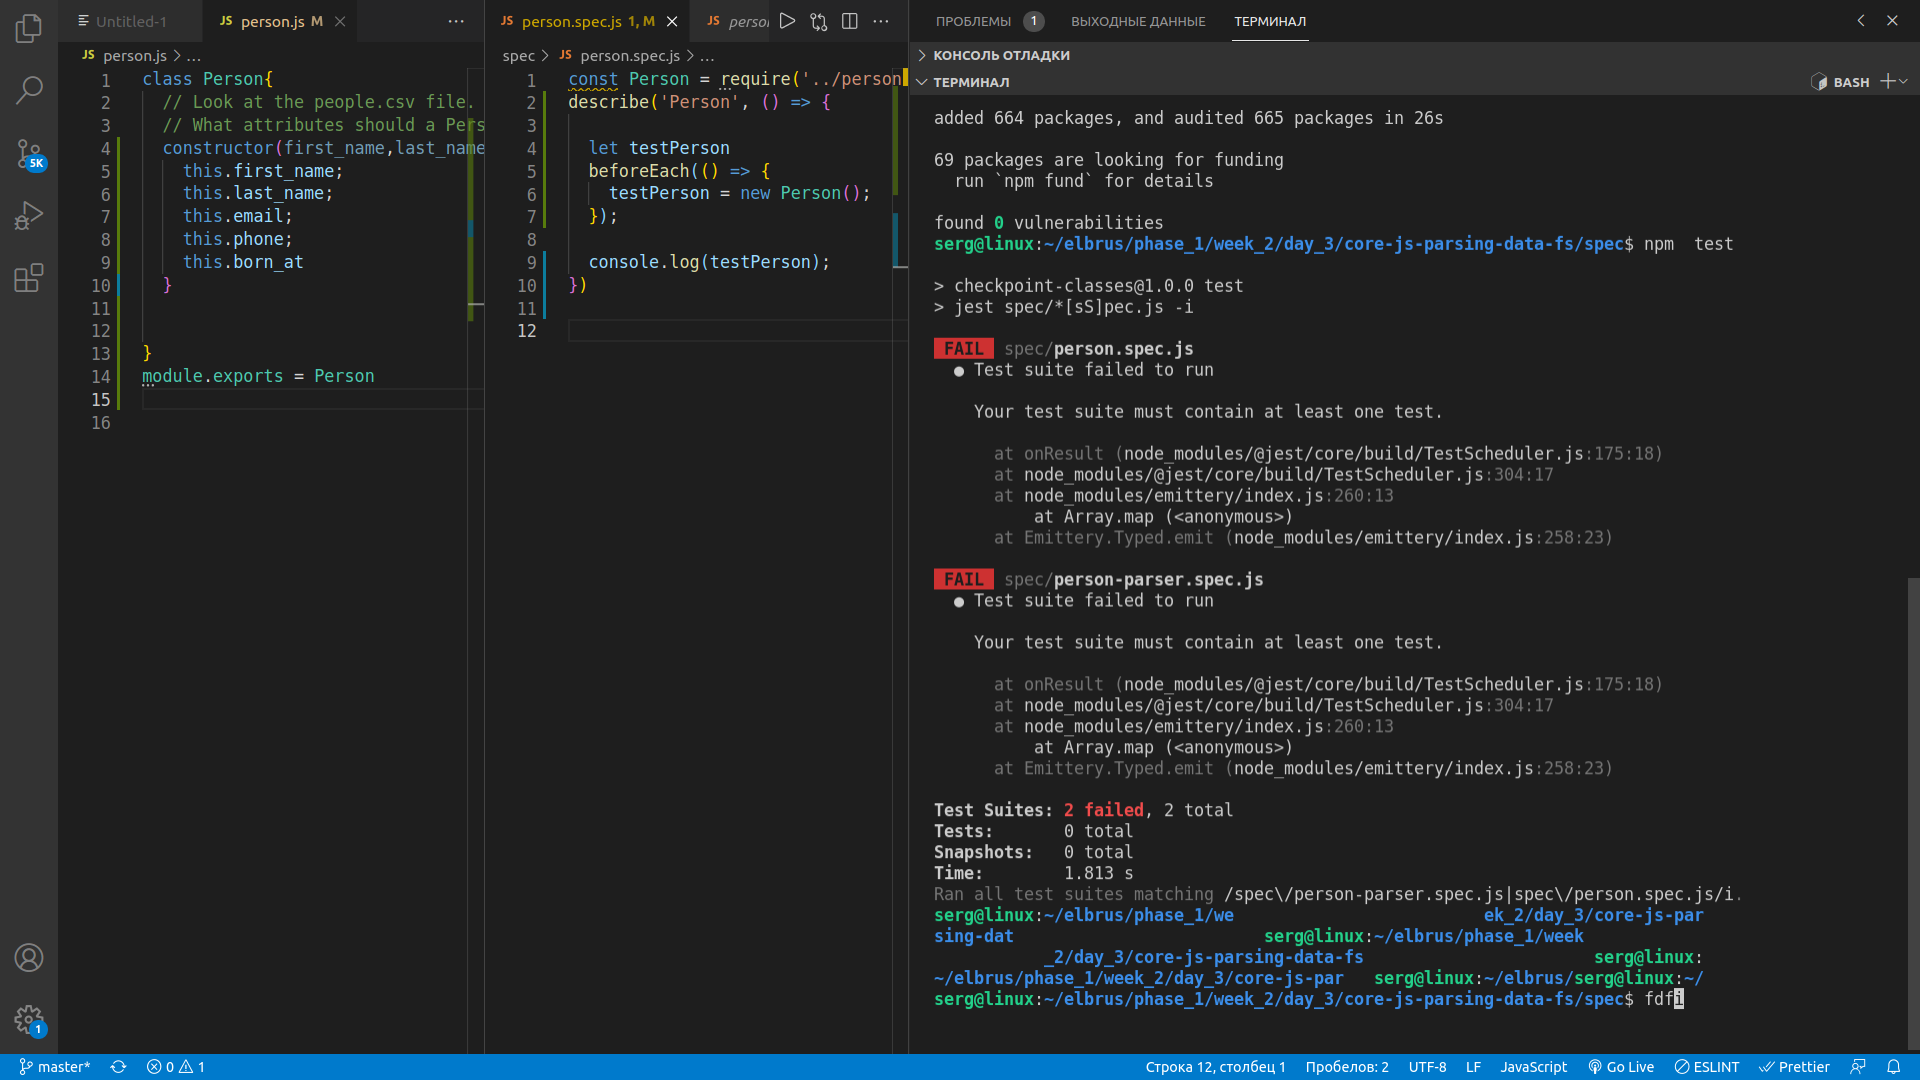 Untitled-1
JS person.js M
JS person.spec.js 1, M
JS person
ПРОБЛЕМЫ 1 ВЫХОДНЫЕ ДАННЫЕ ТЕРМИНАЛ
JS person.js > ...
1 class Person{
2 // Look at the people.csv file.
3 // What attributes should a Pers
4 constructor(first_name,last_name
5 this.first_name;
6 this.last_name;
7 this.email;
8 this.phone;
9 this.born_at
10 }
11
12
13 }
14 module.exports = Person
15
16
spec > JS person.spec.js > ...
1 const Person = require('../person
2 describe('Person', () => {
3
4 let testPerson
5 beforeEach(() => {
6 testPerson = new Person();
7 });
8
9 console.log(testPerson);
10 })
11
12
КОНСОЛЬ ОТЛАДКИ
ТЕРМИНАЛ
BASH
added 664 packages, and audited 665 packages in 26s
69 packages are looking for funding
run `npm fund` for details
found 0 vulnerabilities
serg@linux:~/elbrus/phase_1/week_2/day_3/core-js-parsing-data-fs/spec$ npm  test
> checkpoint-classes@1.0.0 test
> jest spec/*[sS]pec.js -i
FAIL spec/person.spec.js
● Test suite failed to run
Your test suite must contain at least one test.
at onResult (node_modules/@jest/core/build/TestScheduler.js:175:18)
at node_modules/@jest/core/build/TestScheduler.js:304:17
at node_modules/emittery/index.js:260:13
at Array.map (<anonymous>)
at Emittery.Typed.emit (node_modules/emittery/index.js:258:23)
FAIL spec/person-parser.spec.js
● Test suite failed to run
Your test suite must contain at least one test.
at onResult (node_modules/@jest/core/build/TestScheduler.js:175:18)
at node_modules/@jest/core/build/TestScheduler.js:304:17
at node_modules/emittery/index.js:260:13
at Array.map (<anonymous>)
at Emittery.Typed.emit (node_modules/emittery/index.js:258:23)
Test Suites: 2 failed, 2 total
Tests: 0 total
Snapshots: 0 total
Time: 1.813 s
Ran all test suites matching /spec\/person-parser.spec.js|spec\/person.spec.js/i.
serg@linux:~/elbrus/phase_1/we ek_2/day_3/core-js-par
sing-dat serg@linux:~/elbrus/phase_1/week
_2/day_3/core-js-parsing-data-fs serg@linux:
~/elbrus/phase_1/week_2/day_3/core-js-par serg@linux:~/elbrus/serg@linux:~/
serg@linux:~/elbrus/phase_1/week_2/day_3/core-js-parsing-data-fs/spec$ fdfi
5K
1
master* 0 1
Строка 12, столбец 1 Пробелов: 2 UTF-8 LF JavaScript Go Live ESLINT Prettier